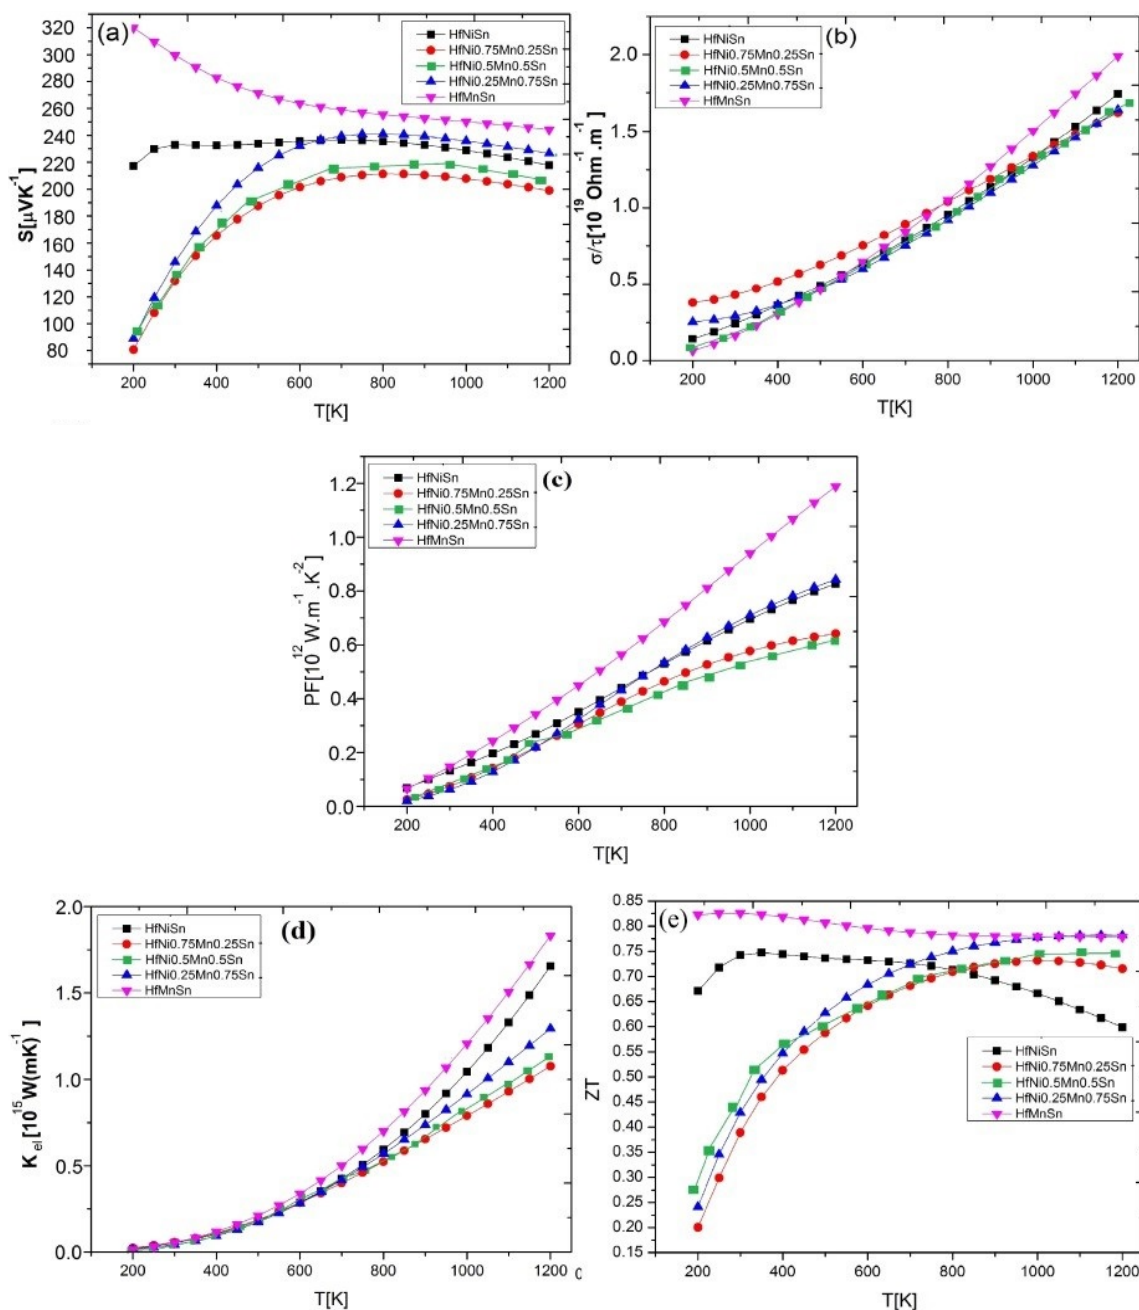 (a)
HfNiSn
HfNi0.75Mn0.25Sn
HfNi0.5Mn0.5Sn
HfNi0.25Mn0.75Sn
HfMnSn
320
300
280
260
240
220
200
180
160
140
120
100
80
S[μVK-1]
200 400 600 800 1000 1200
T[K]
(b)
HfNiSn
HfNi0.75Mn0.25Sn
HfNi0.5Mn0.5Sn
HfNi0.25Mn0.75Sn
HfMnSn
2.0
1.5
1.0
0.5
0.0
σ/τ[10 19 Ohm -1 .m -1 ]
200 400 600 800 1000 1200
T[K]
(c)
HfNiSn
HfNi0.75Mn0.25Sn
HfNi0.5Mn0.5Sn
HfNi0.25Mn0.75Sn
HfMnSn
1.2
1.0
0.8
0.6
0.4
0.2
0.0
PF[10 12 W.m-1.K-2]
200 400 600 800 1000 1200
T[K]
(d)
HfNiSn
HfNi0.75Mn0.25Sn
HfNi0.5Mn0.5Sn
HfNi0.25Mn0.75Sn
HfMnSn
2.0
1.5
1.0
0.5
0.0
K el [10 15 W(mK)-1 ]
200 400 600 800 1000 1200
T[K]
(e)
0.85
0.80
0.75
0.70
0.65
0.60
0.55
0.50
0.45
0.40
0.35
0.30
0.25
0.20
0.15
ZT
HfNiSn
HfNi0.75Mn0.25Sn
HfNi0.5Mn0.5Sn
HfNi0.25Mn0.75Sn
HfMnSn
200 400 600 800 1000 1200
T[K]